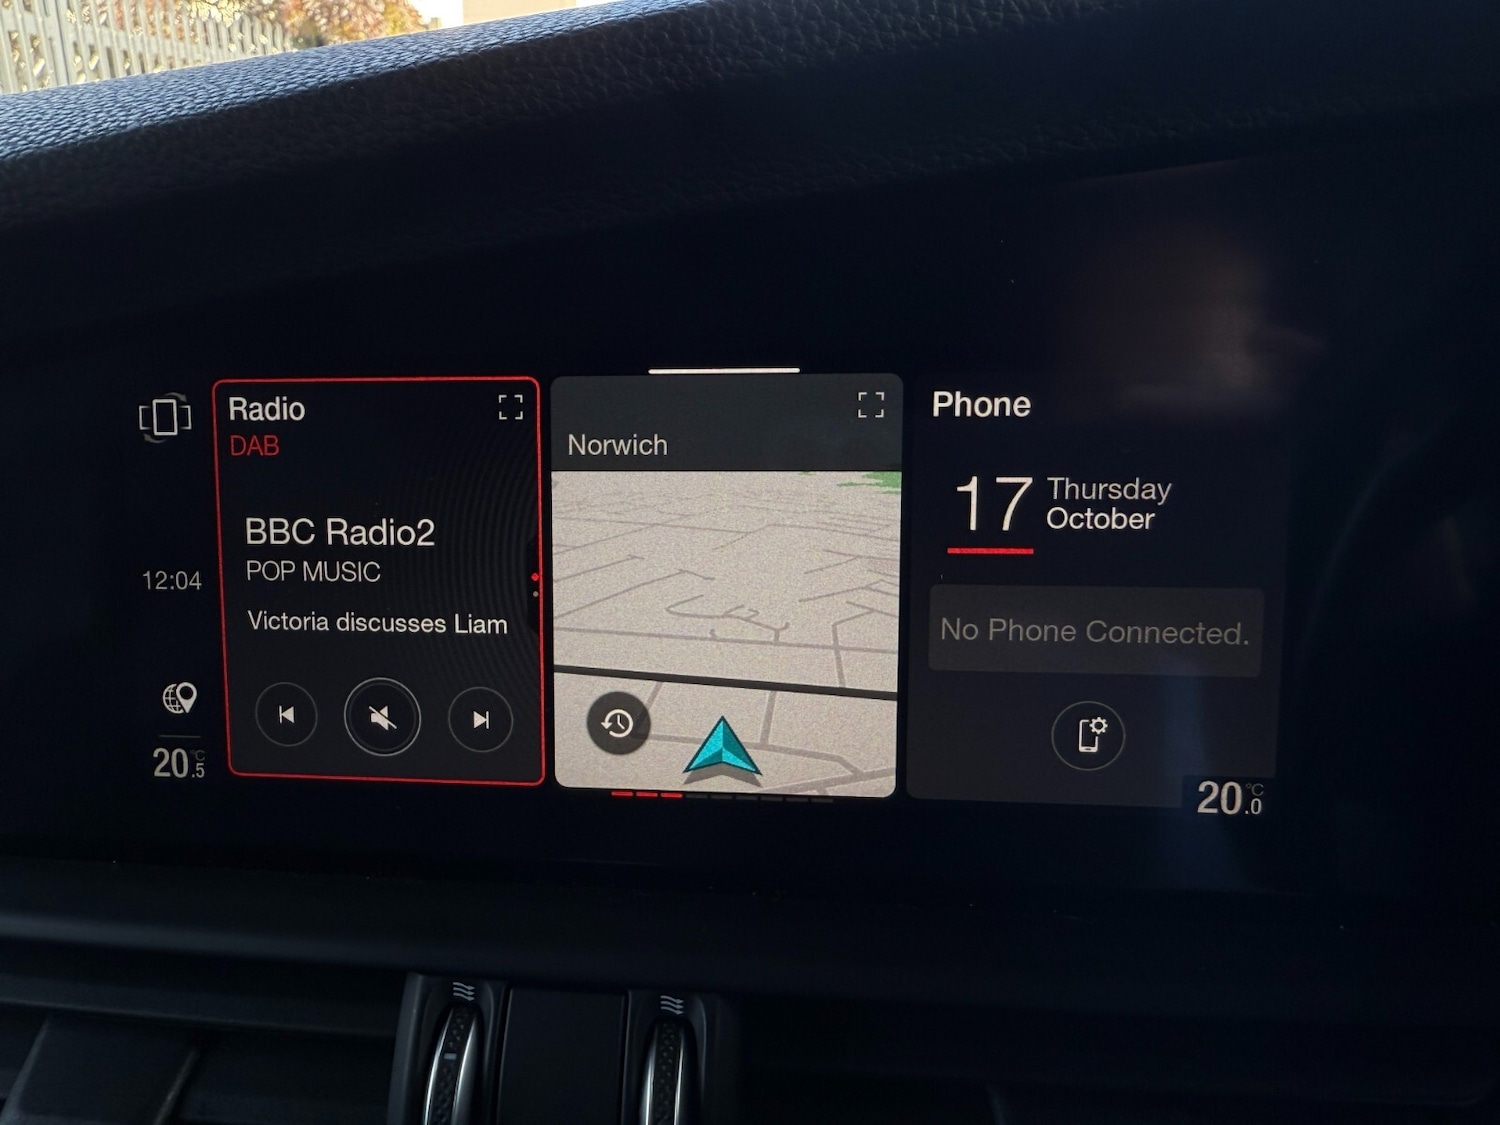 Radio
DAB
BBC Radio2
POP MUSIC
Victoria discusses Liam
12:04
20.5°C
Norwich
Phone
17
Thursday
October
No Phone Connected.
20.0°C